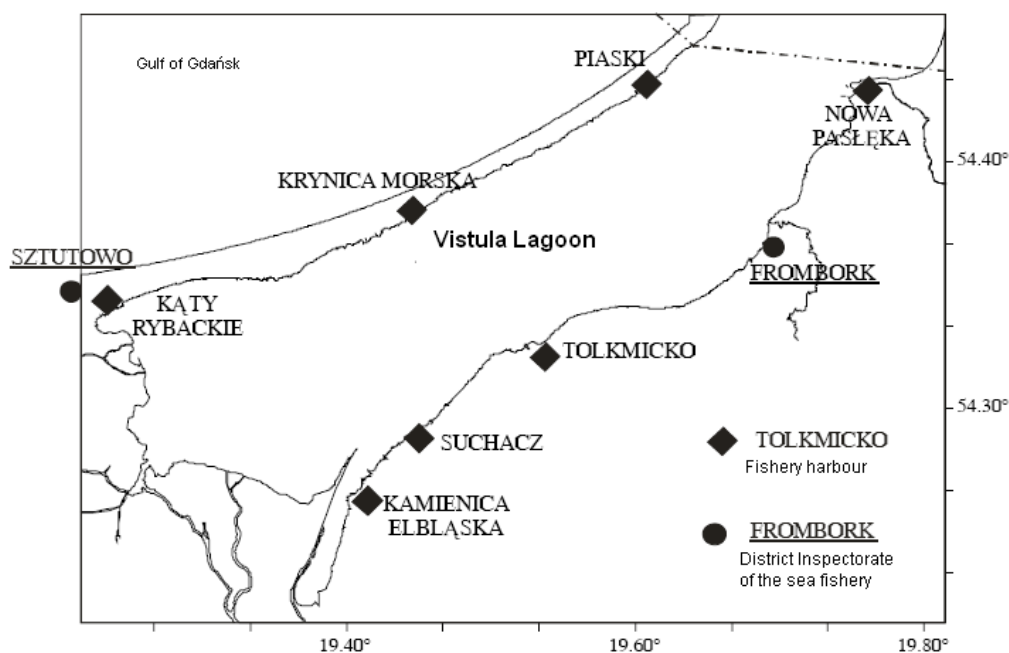 Gulf of Gdańsk
PIASKI
NOWA
PASŁĘKA
54.40°
KRYNICA MORSKA
Vistula Lagoon
SZTUTOWO
FROMBORK
KĄTY
RYBACKIE
TOLKMICKO
54.30°
SUCHACZ
TOLKMICKO
Fishery harbour
KAMIENICA
ELBLĄSKA
FROMBORK
District Inspectorate
of the sea fishery
19.40°
19.60°
19.80°